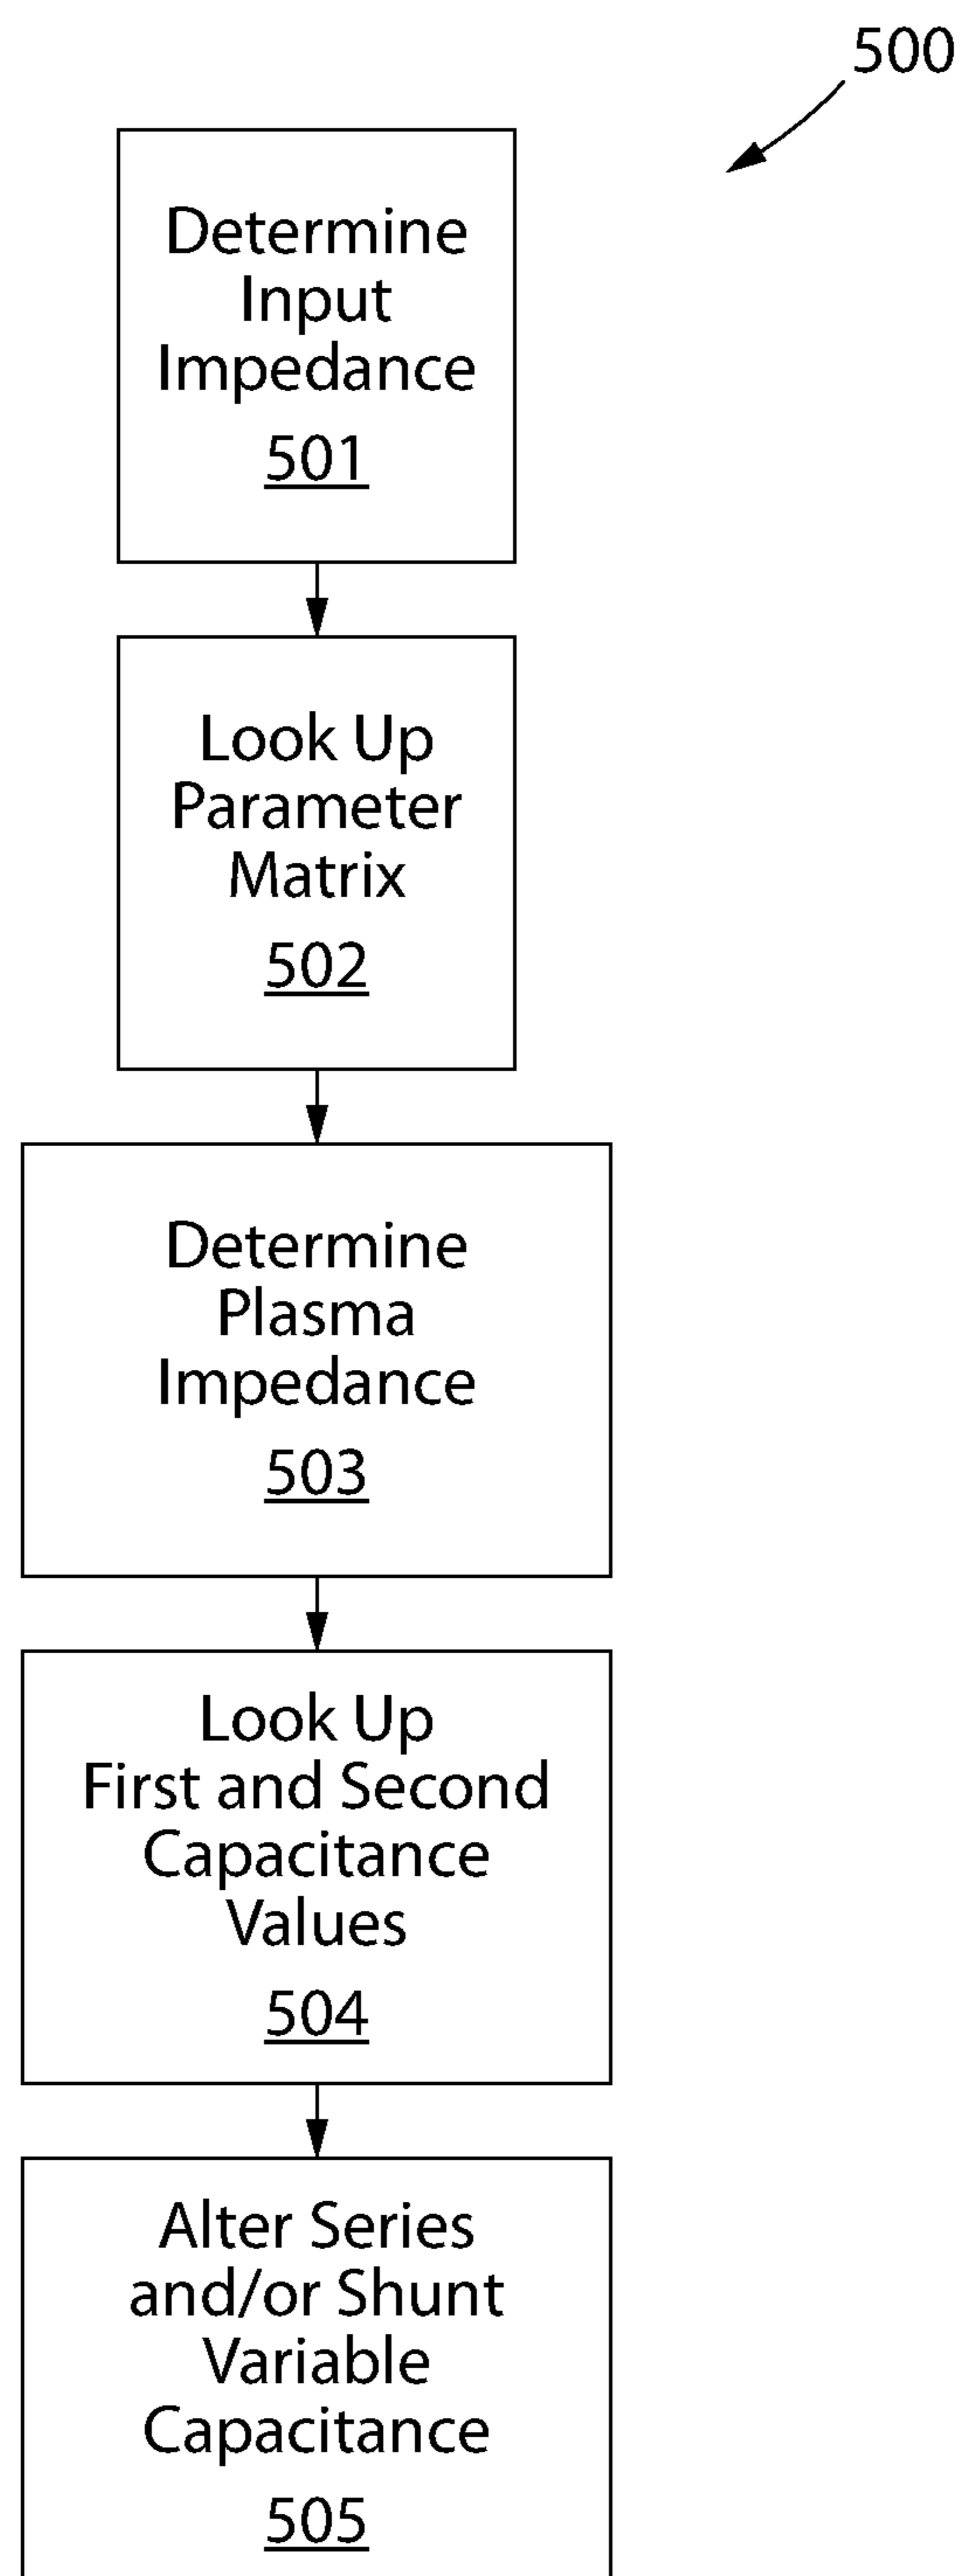 500
Determine
Input
Impedance
501
Look Up
Parameter
Matrix
502
Determine
Plasma
Impedance
503
Look Up
First and Second
Capacitance
Values
504
Alter Series
and/or Shunt
Variable
Capacitance
505